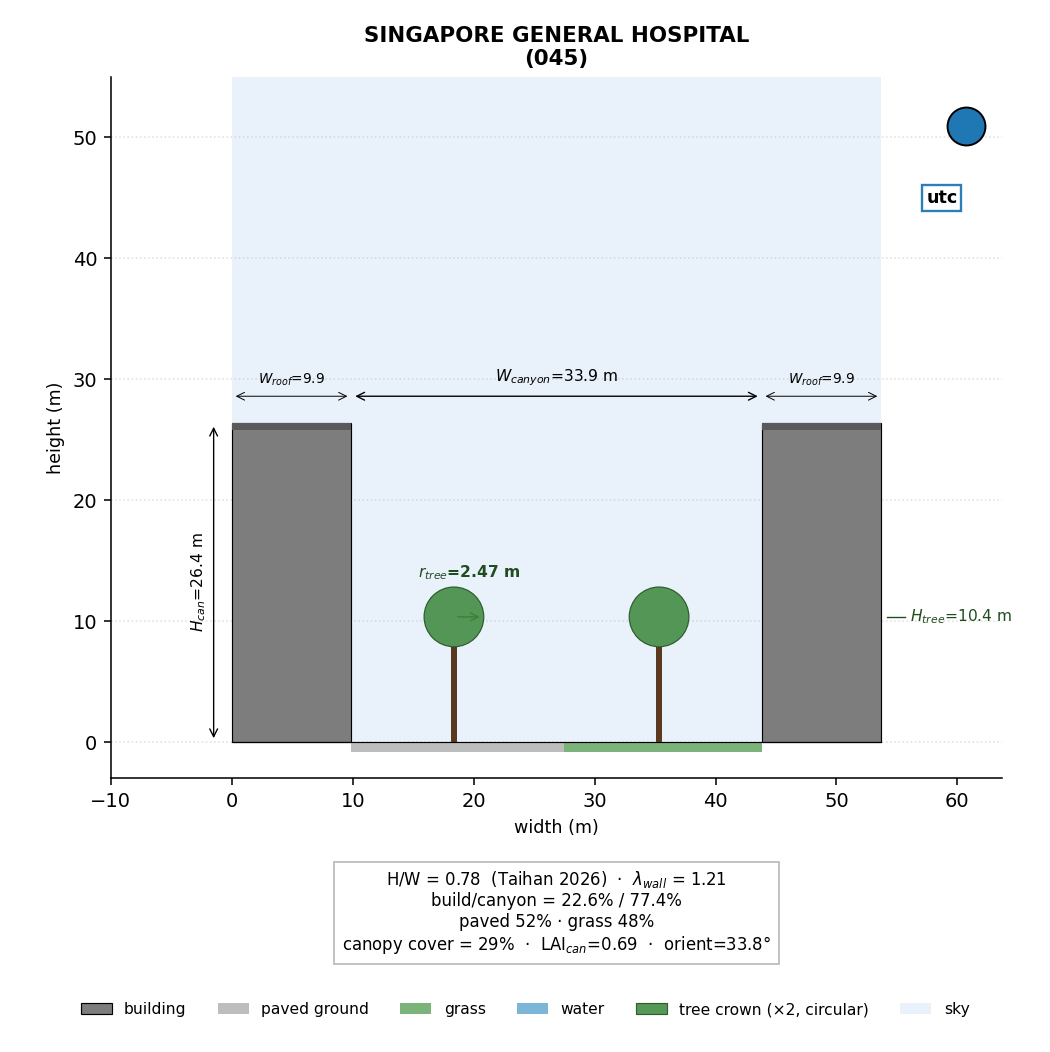 SINGAPORE GENERAL HOSPITAL
(045)
50
40
30
20
10
0
height (m)
utc
W_roof=9.9
W_canyon=33.9 m
W_roof=9.9
H_can=26.4 m
r_tree=2.47 m
H_tree=10.4 m
−10 0 10 20 30 40 50 60
width (m)
H/W = 0.78 (Taihan 2026) · λ_wall = 1.21
build/canyon = 22.6% / 77.4%
paved 52% · grass 48%
canopy cover = 29% · LAI_can=0.69 · orient=33.8°
building paved ground grass water tree crown (×2, circular) sky